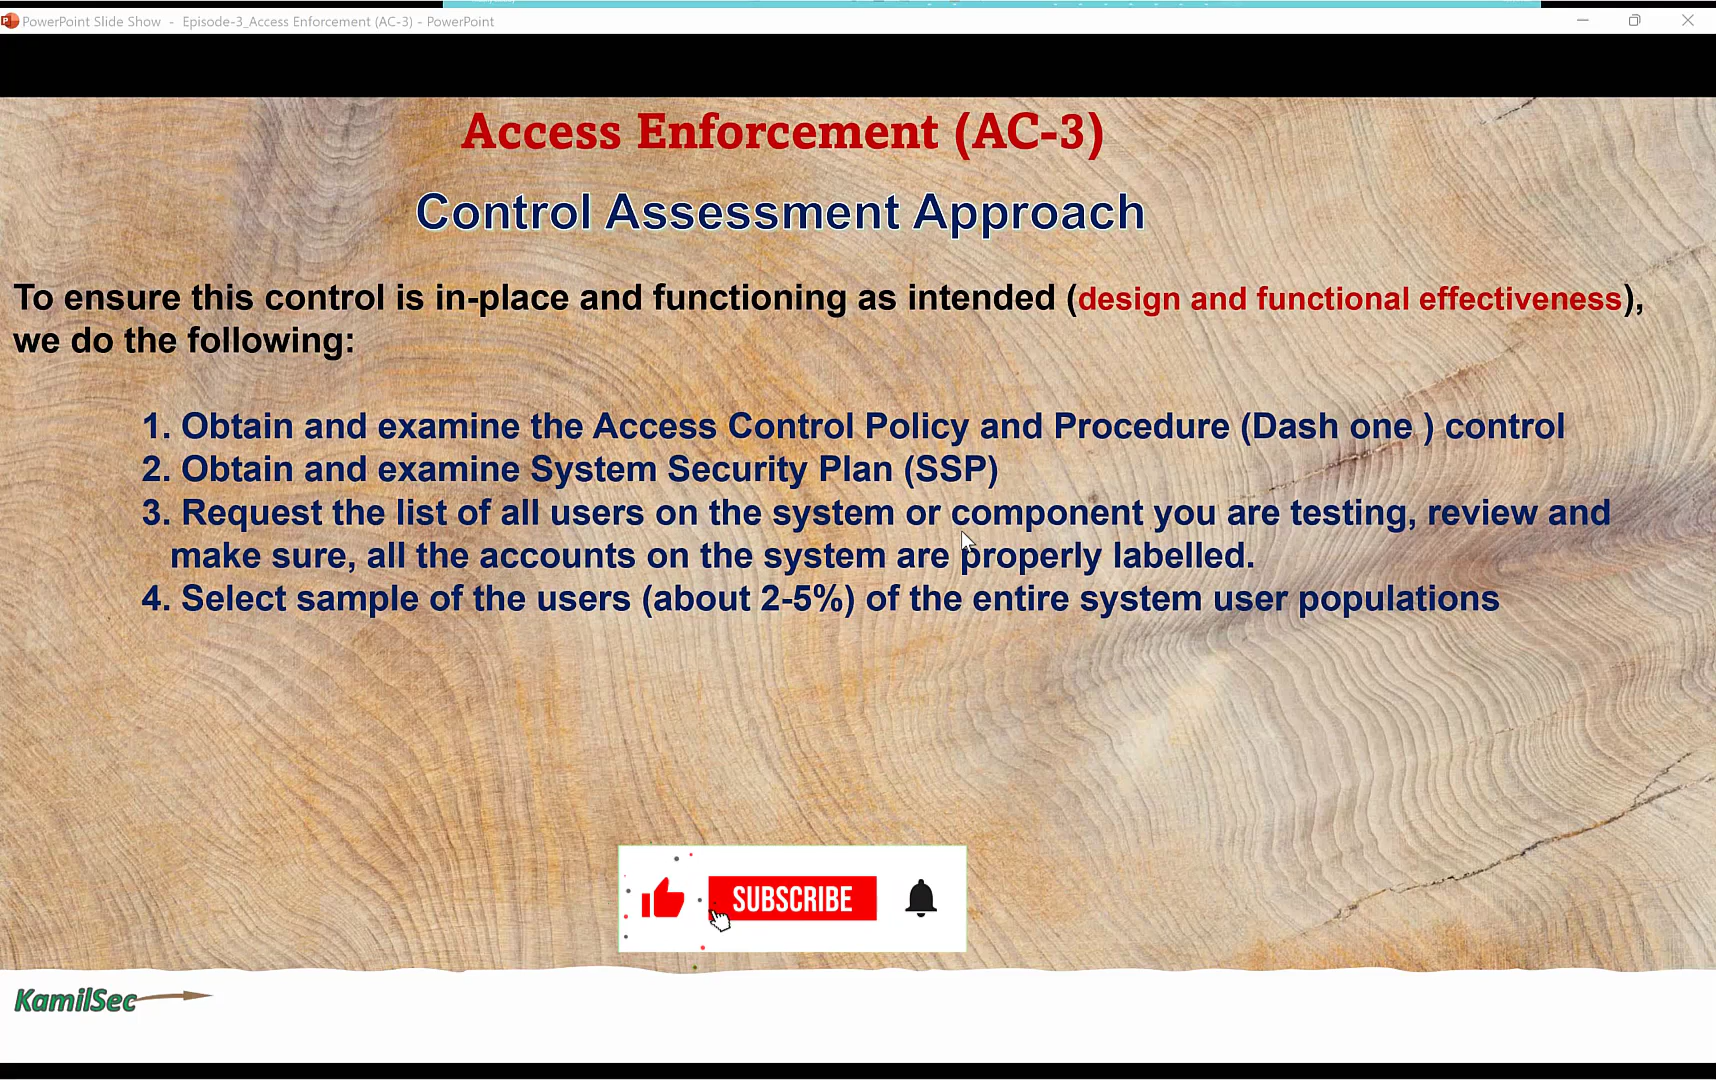 PowerPoint Slide Show - Episode-3_Access Enforcement (AC-3) - PowerPoint
Access Enforcement (AC-3)
Control Assessment Approach
To ensure this control is in-place and functioning as intended (design and functional effectiveness),
we do the following:
1. Obtain and examine the Access Control Policy and Procedure (Dash one ) control
2. Obtain and examine System Security Plan (SSP)
3. Request the list of all users on the system or component you are testing, review and
make sure, all the accounts on the system are properly labelled.
4. Select sample of the users (about 2-5%) of the entire system user populations
SUBSCRIBE
KamilSec